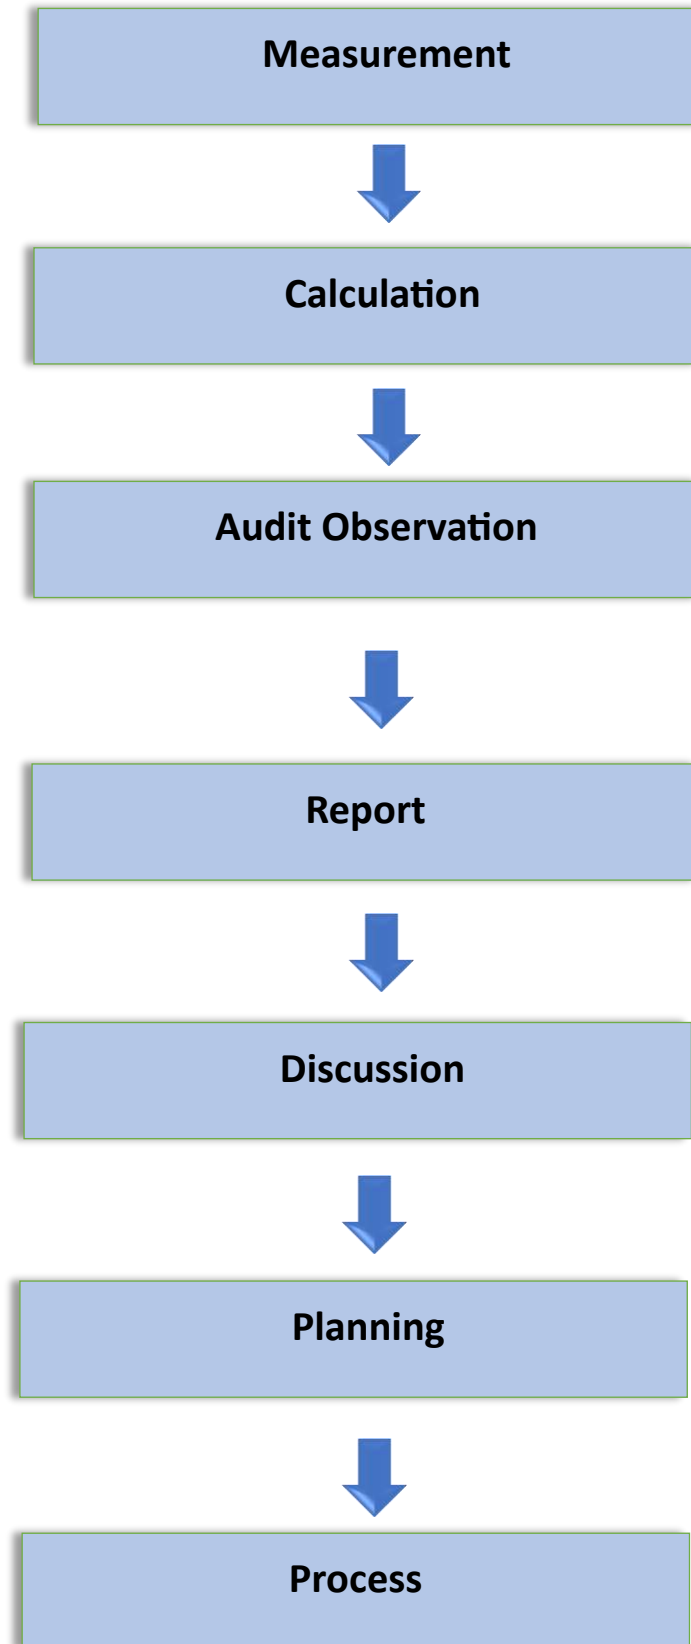 Measurement
Calculation
Audit Observation
Report
Discussion
Planning
Process